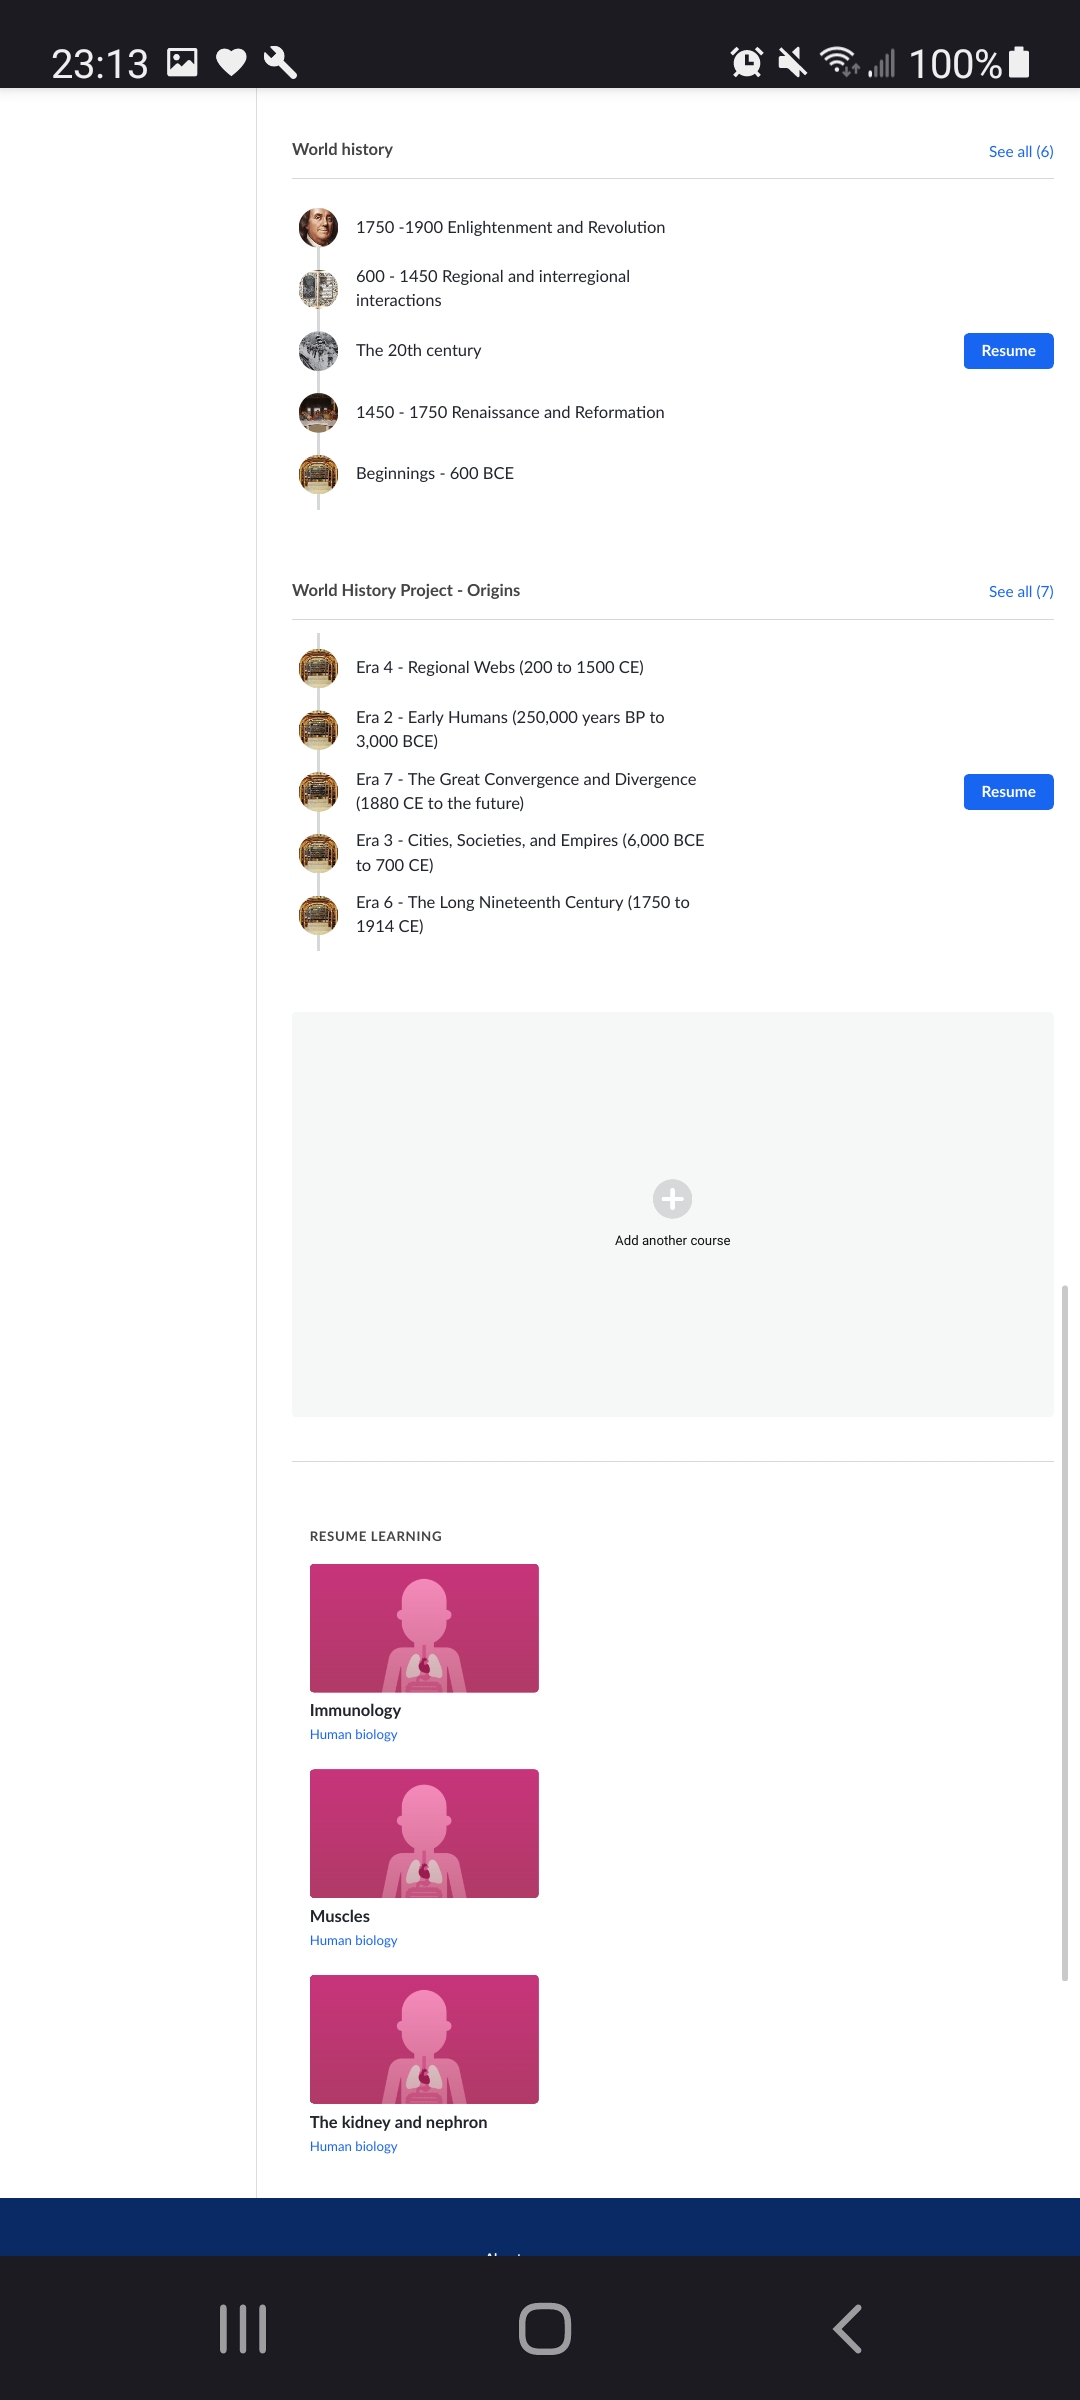 23:13
100%
World history
See all (6)
1750 -1900 Enlightenment and Revolution
600 - 1450 Regional and interregional
interactions
The 20th century
Resume
1450 - 1750 Renaissance and Reformation
Beginnings - 600 BCE
World History Project - Origins
See all (7)
Era 4 - Regional Webs (200 to 1500 CE)
Era 2 - Early Humans (250,000 years BP to
3,000 BCE)
Era 7 - The Great Convergence and Divergence
(1880 CE to the future)
Resume
Era 3 - Cities, Societies, and Empires (6,000 BCE
to 700 CE)
Era 6 - The Long Nineteenth Century (1750 to
1914 CE)
Add another course
RESUME LEARNING
Immunology
Human biology
Muscles
Human biology
The kidney and nephron
Human biology